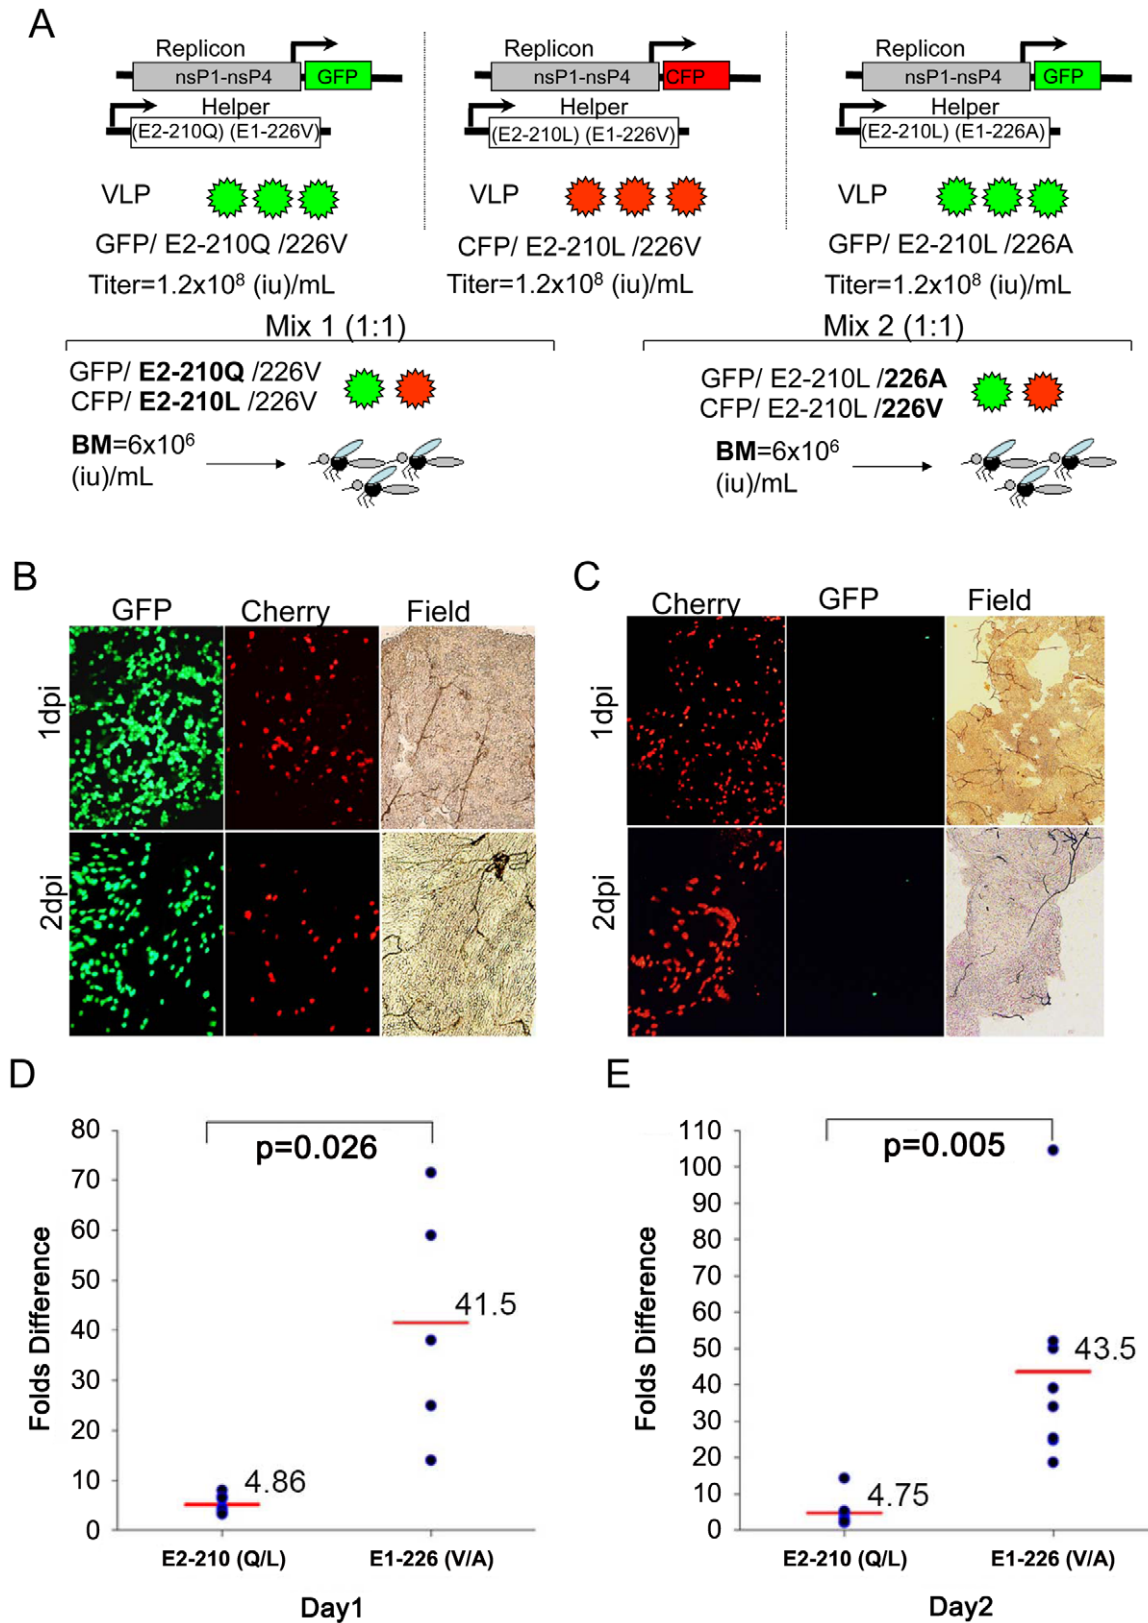 A
Replicon
nsP1-nsP4 GFP
Helper
(E2-210Q) (E1-226V)
VLP
GFP/ E2-210Q /226V
Titer=1.2x10⁸ (iu)/mL
Replicon
nsP1-nsP4 CFP
Helper
(E2-210L) (E1-226V)
VLP
CFP/ E2-210L /226V
Titer=1.2x10⁸ (iu)/mL
Replicon
nsP1-nsP4 GFP
Helper
(E2-210L) (E1-226A)
VLP
GFP/ E2-210L /226A
Titer=1.2x10⁸ (iu)/mL
Mix 1 (1:1)
GFP/ E2-210Q /226V
CFP/ E2-210L /226V
BM=6x10⁶
(iu)/mL
Mix 2 (1:1)
GFP/ E2-210L /226A
CFP/ E2-210L /226V
BM=6x10⁶
(iu)/mL
B
GFP Cherry Field
1dpi
2dpi
C
Cherry GFP Field
1dpi
2dpi
D
80
70
60
50
40
30
20
10
0
Folds Difference
p=0.026
4.86
41.5
E2-210 (Q/L) E1-226 (V/A)
Day1
E
110
100
90
80
70
60
50
40
30
20
10
0
Folds Difference
p=0.005
4.75
43.5
E2-210 (Q/L) E1-226 (V/A)
Day2